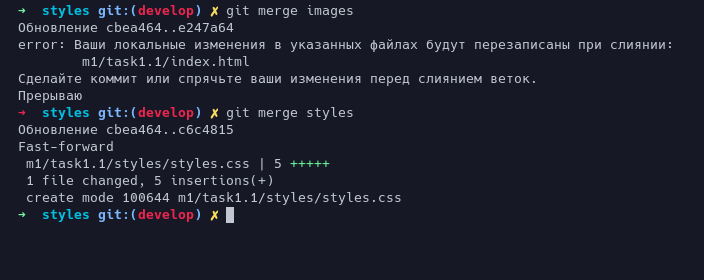 → styles git:(develop) ✗ git merge images
Обновление cbea464..e247a64
error: Ваши локальные изменения в указанных файлах будут перезаписаны при слиянии:
m1/task1.1/index.html
Сделайте коммит или спрячьте ваши изменения перед слиянием веток.
Прерываю
→ styles git:(develop) ✗ git merge styles
Обновление cbea464..c6c4815
Fast-forward
m1/task1.1/styles/styles.css | 5 +++++
1 file changed, 5 insertions(+)
create mode 100644 m1/task1.1/styles/styles.css
→ styles git:(develop) ✗